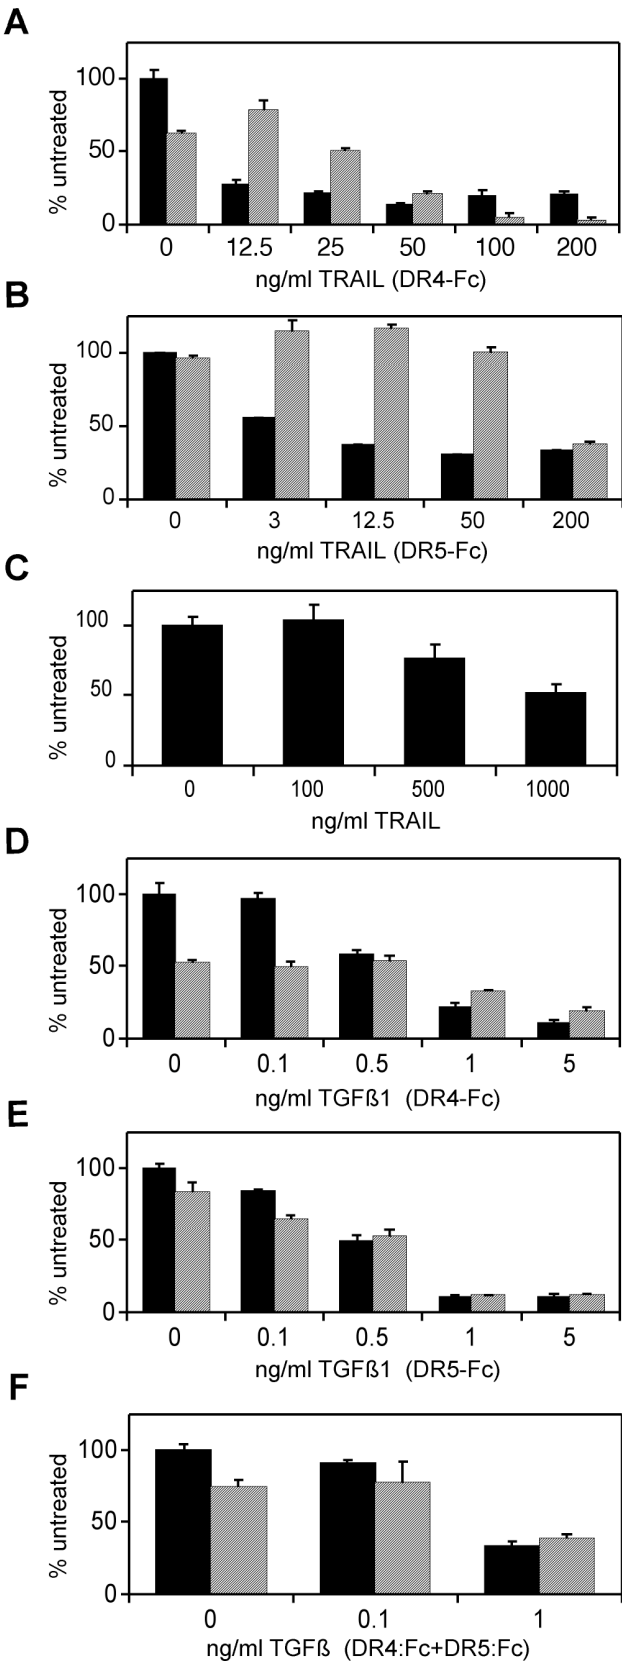 A
% untreated
100
50
0
0 12.5 25 50 100 200
ng/ml TRAIL (DR4-Fc)
B
% untreated
100
50
0
0 3 12.5 50 200
ng/ml TRAIL (DR5-Fc)
C
% untreated
100
50
0
0 100 500 1000
ng/ml TRAIL
D
% untreated
100
50
0
0 0.1 0.5 1 5
ng/ml TGFß1 (DR4-Fc)
E
% untreated
100
50
0
0 0.1 0.5 1 5
ng/ml TGFß1 (DR5-Fc)
F
% untreated
100
50
0
0 0.1 1
ng/ml TGFß (DR4:Fc+DR5:Fc)